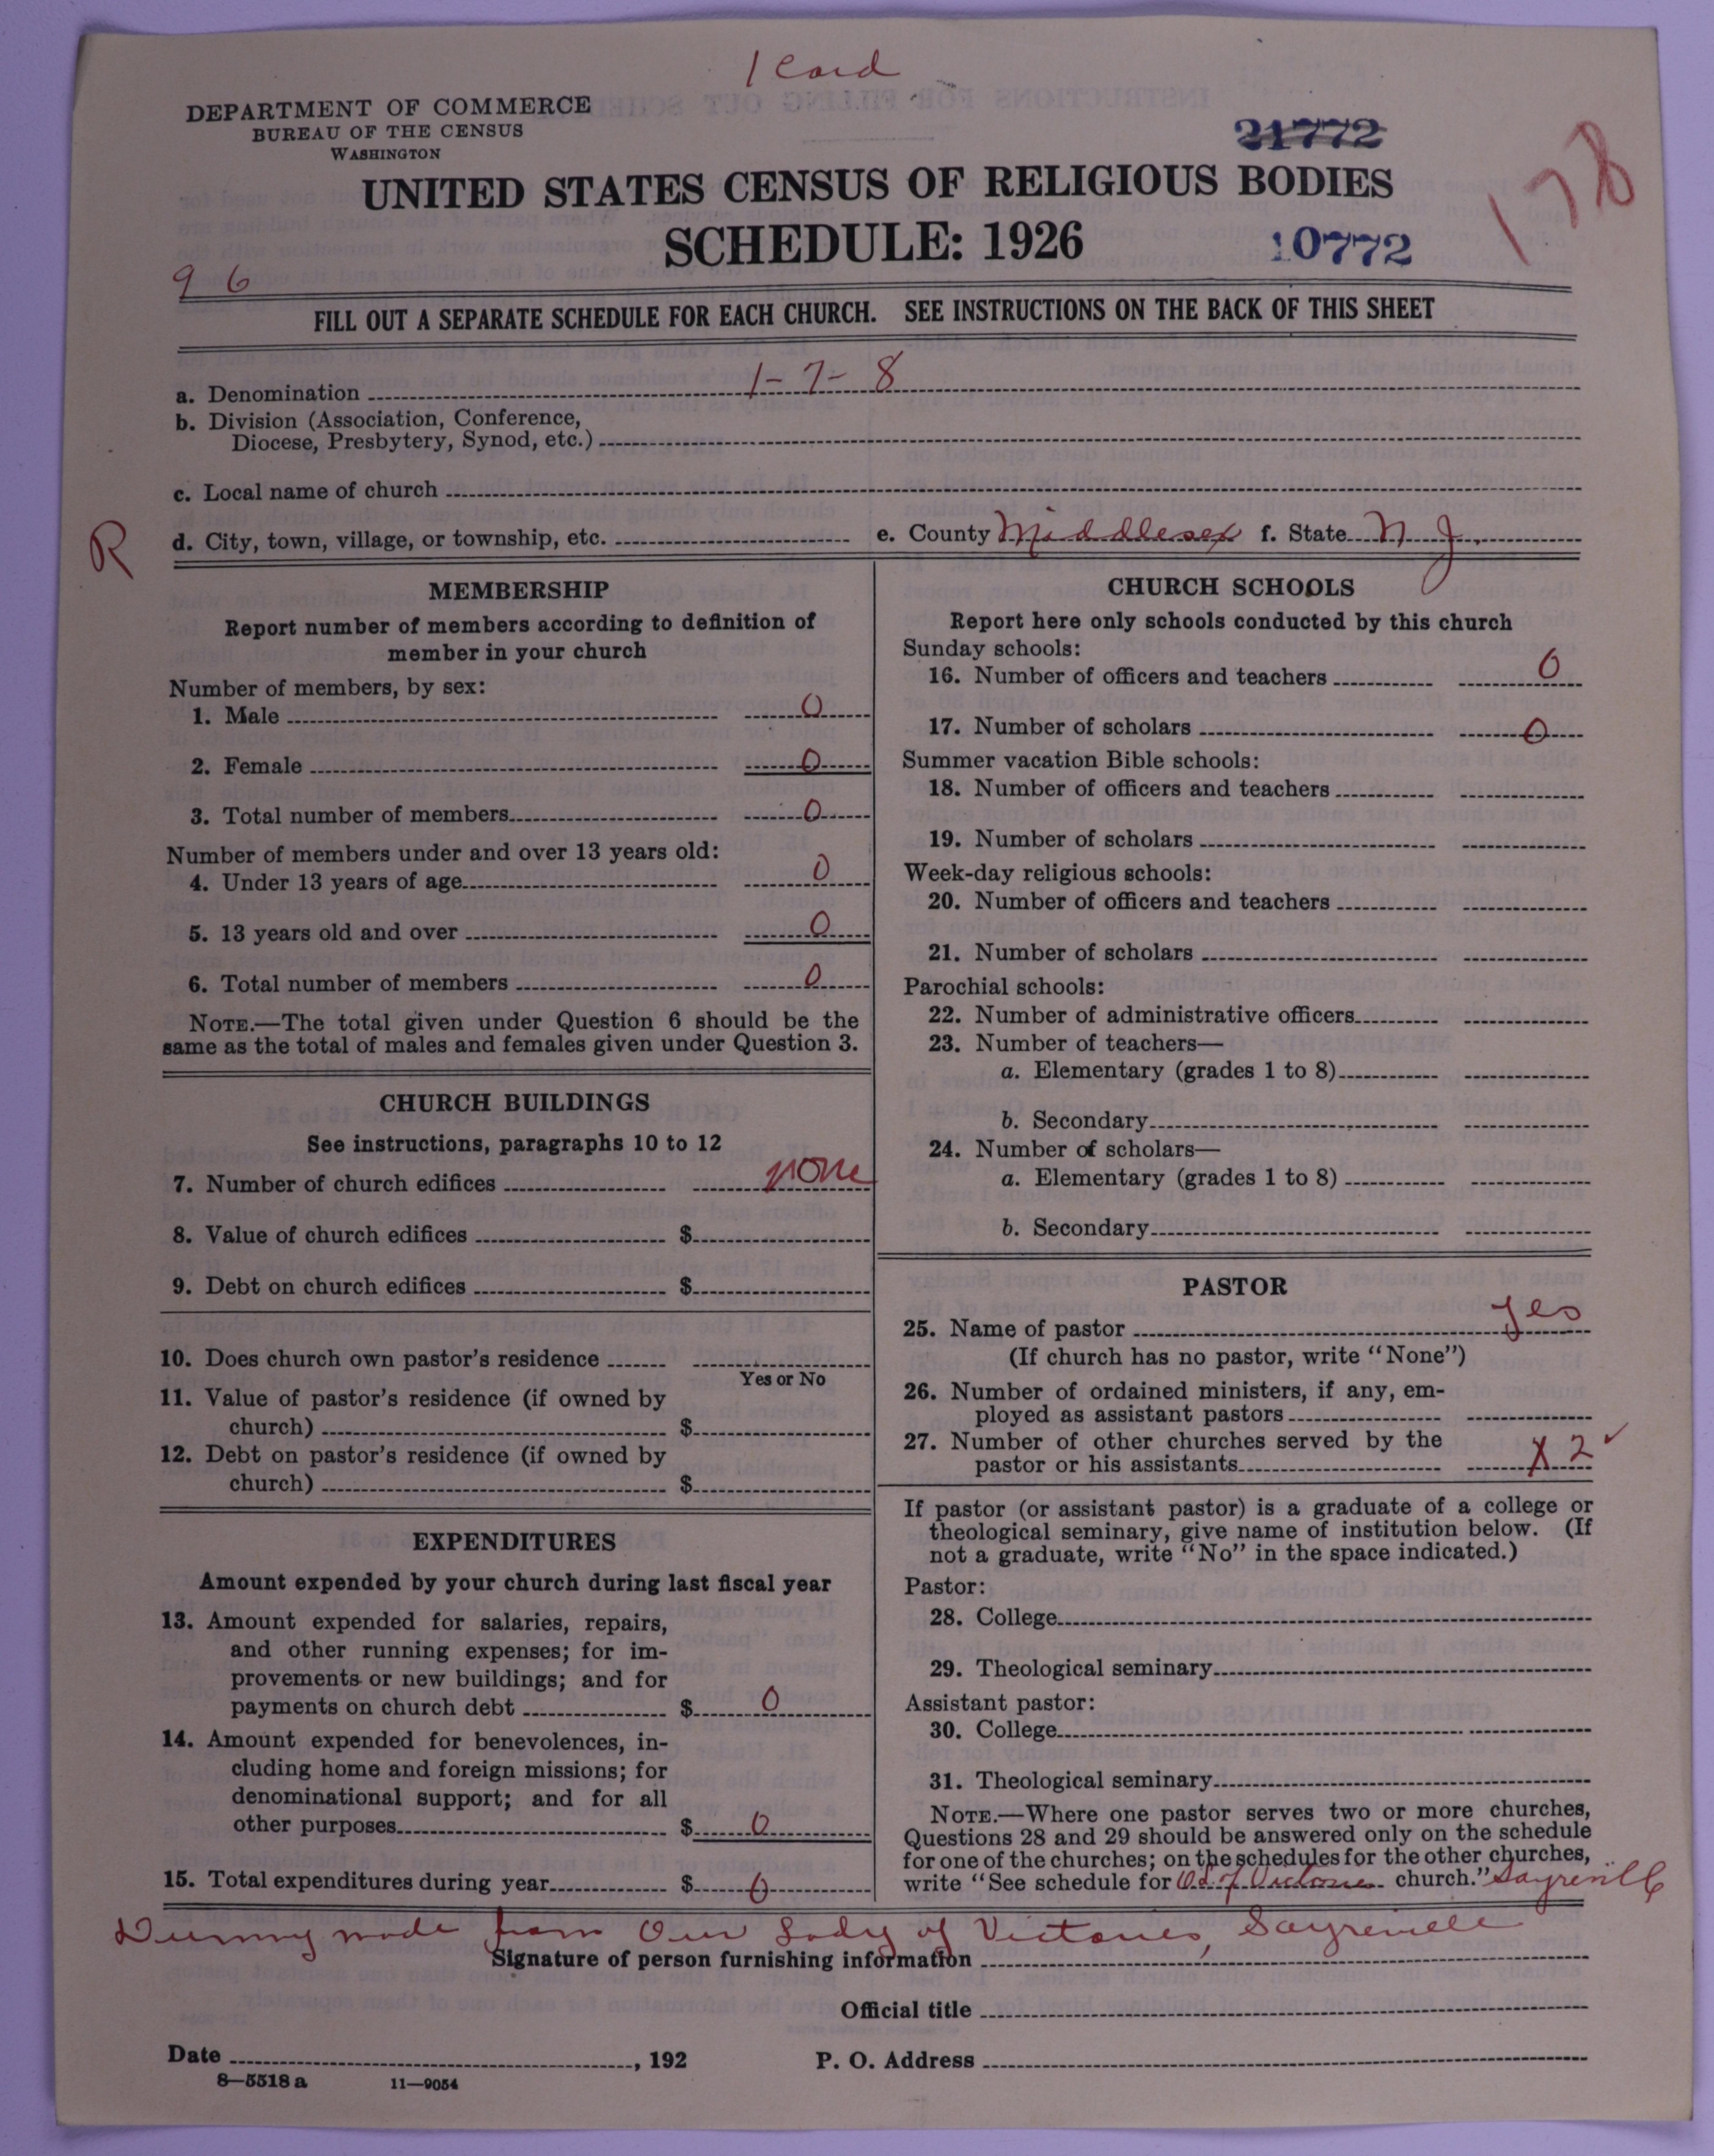 1 Card
DEPARTMENT OF COMMERCE
BUREAU OF THE CENSUS
WASHINGTON
21772
178
UNITED STATES CENSUS OF RELIGIOUS BODIES
SCHEDULE: 1926
10772
96
FILL OUT A SEPARATE SCHEDULE FOR EACH CHURCH. SEE INSTRUCTIONS ON THE BACK OF THIS SHEET
a. Denomination 1-7-8
b. Division (Association, Conference,
Diocese, Presbytery, Synod, etc.)
c. Local name of church
R
d. City, town, village, or township, etc. e. County Middlesex f. State N. J.
MEMBERSHIP
Report number of members according to definition of
member in your church
Number of members, by sex:
1. Male 0
2. Female 0
3. Total number of members 0
Number of members under and over 13 years old:
4. Under 13 years of age 0
5. 13 years old and over 0
6. Total number of members 0
NOTE.—The total given under Question 6 should be the
same as the total of males and females given under Question 3.
CHURCH BUILDINGS
See instructions, paragraphs 10 to 12
7. Number of church edifices none
8. Value of church edifices $
9. Debt on church edifices $
10. Does church own pastor's residence
Yes or No
11. Value of pastor's residence (if owned by
church) $
12. Debt on pastor's residence (if owned by
church) $
EXPENDITURES
Amount expended by your church during last fiscal year
13. Amount expended for salaries, repairs,
and other running expenses; for im-
provements or new buildings; and for
payments on church debt $ 0
14. Amount expended for benevolences, in-
cluding home and foreign missions; for
denominational support; and for all
other purposes $ 0
15. Total expenditures during year $ 0
CHURCH SCHOOLS
Report here only schools conducted by this church
Sunday schools:
16. Number of officers and teachers 0
17. Number of scholars 0
Summer vacation Bible schools:
18. Number of officers and teachers
19. Number of scholars
Week-day religious schools:
20. Number of officers and teachers
21. Number of scholars
Parochial schools:
22. Number of administrative officers
23. Number of teachers—
a. Elementary (grades 1 to 8)
b. Secondary
24. Number of scholars—
a. Elementary (grades 1 to 8)
b. Secondary
PASTOR
25. Name of pastor yes
(If church has no pastor, write "None")
26. Number of ordained ministers, if any, em-
ployed as assistant pastors
27. Number of other churches served by the
pastor or his assistants X 2 ✓
If pastor (or assistant pastor) is a graduate of a college or
theological seminary, give name of institution below. (If
not a graduate, write "No" in the space indicated.)
Pastor:
28. College
29. Theological seminary
Assistant pastor:
30. College
31. Theological seminary
NOTE.—Where one pastor serves two or more churches,
Questions 28 and 29 should be answered only on the schedule
for one of the churches; on the schedules for the other churches,
write "See schedule for O.L. of Victories church." Sayreville
Dummy made from Our Lady of Victories, Sayreville
Signature of person furnishing information
Official title
Date , 192
P. O. Address
8—5518 a 11—9054